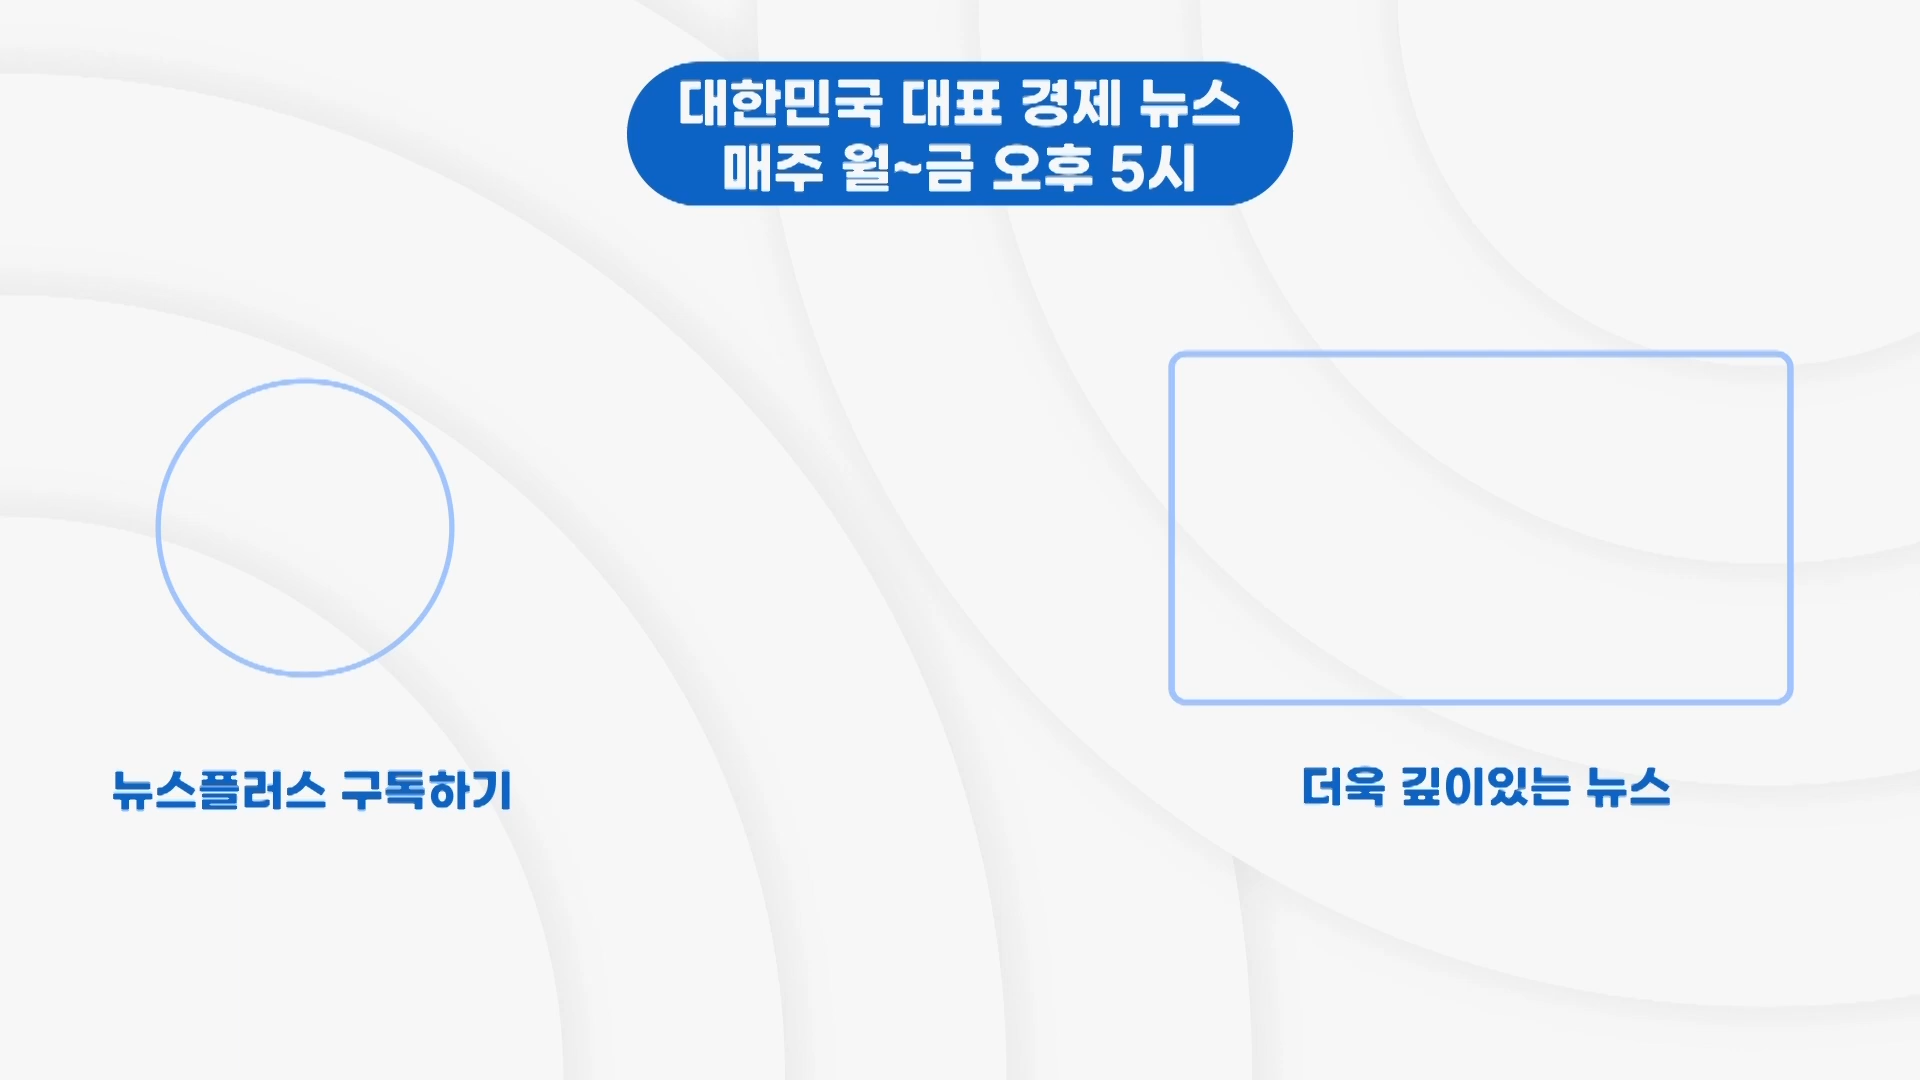 대한민국 대표 경제 뉴스
매주 월~금 오후 5시
뉴스플러스 구독하기
더욱 깊이있는 뉴스